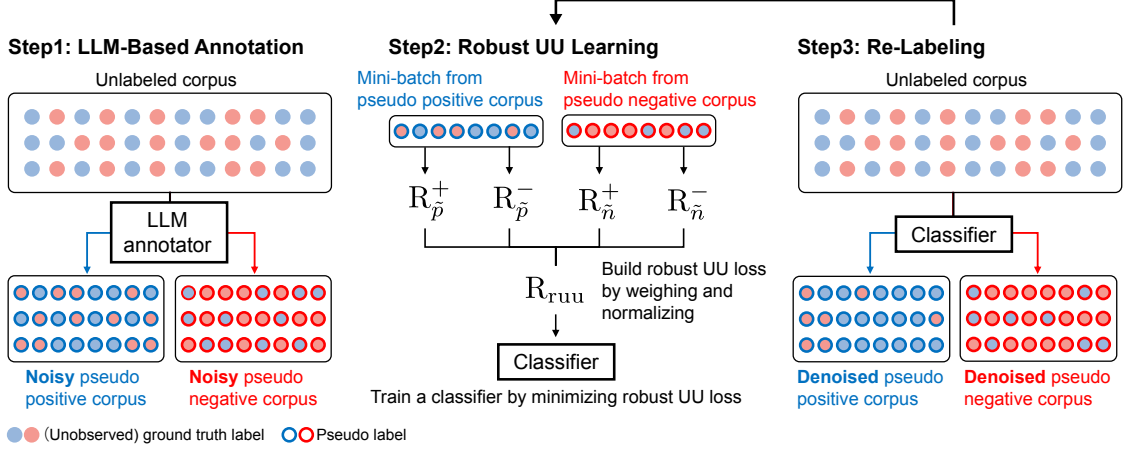 Step1: LLM-Based Annotation
Unlabeled corpus
LLM
annotator
Noisy pseudo
positive corpus
Noisy pseudo
negative corpus
(Unobserved) ground truth label
Pseudo label
Step2: Robust UU Learning
Mini-batch from
pseudo positive corpus
Mini-batch from
pseudo negative corpus
R⁺p̃
R⁻p̃
R⁺ñ
R⁻ñ
Rruu
Build robust UU loss
by weighing and
normalizing
Classifier
Train a classifier by minimizing robust UU loss
Step3: Re-Labeling
Unlabeled corpus
Classifier
Denoised pseudo
positive corpus
Denoised pseudo
negative corpus